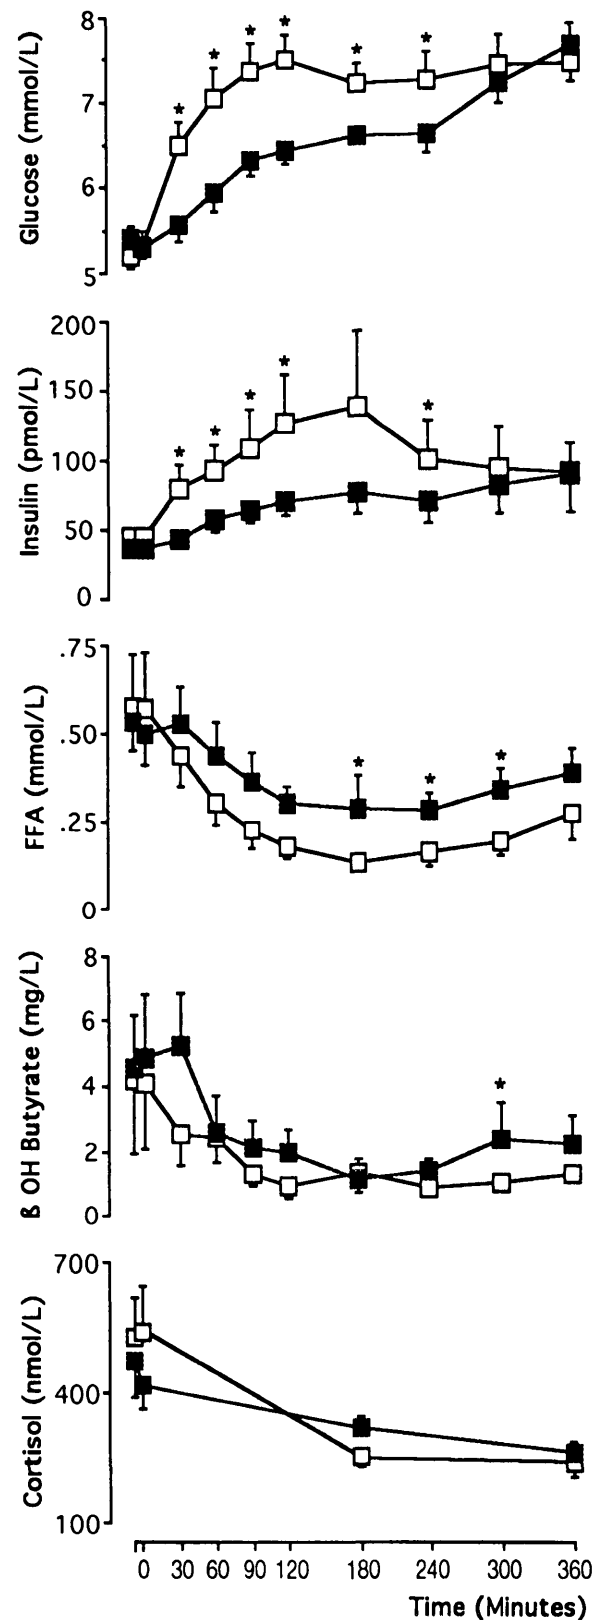 Glucose (mmol/L)
8
7
6
5
* * * * * *
Insulin (pmol/L)
200
150
100
50
0
* * * * *
FFA (mmol/L)
.75
.50
.25
0
* * *
ß OH Butyrate (mg/L)
8
6
4
2
0
*
Cortisol (nmol/L)
700
400
100
0 30 60 90 120 180 240 300 360
Time (Minutes)